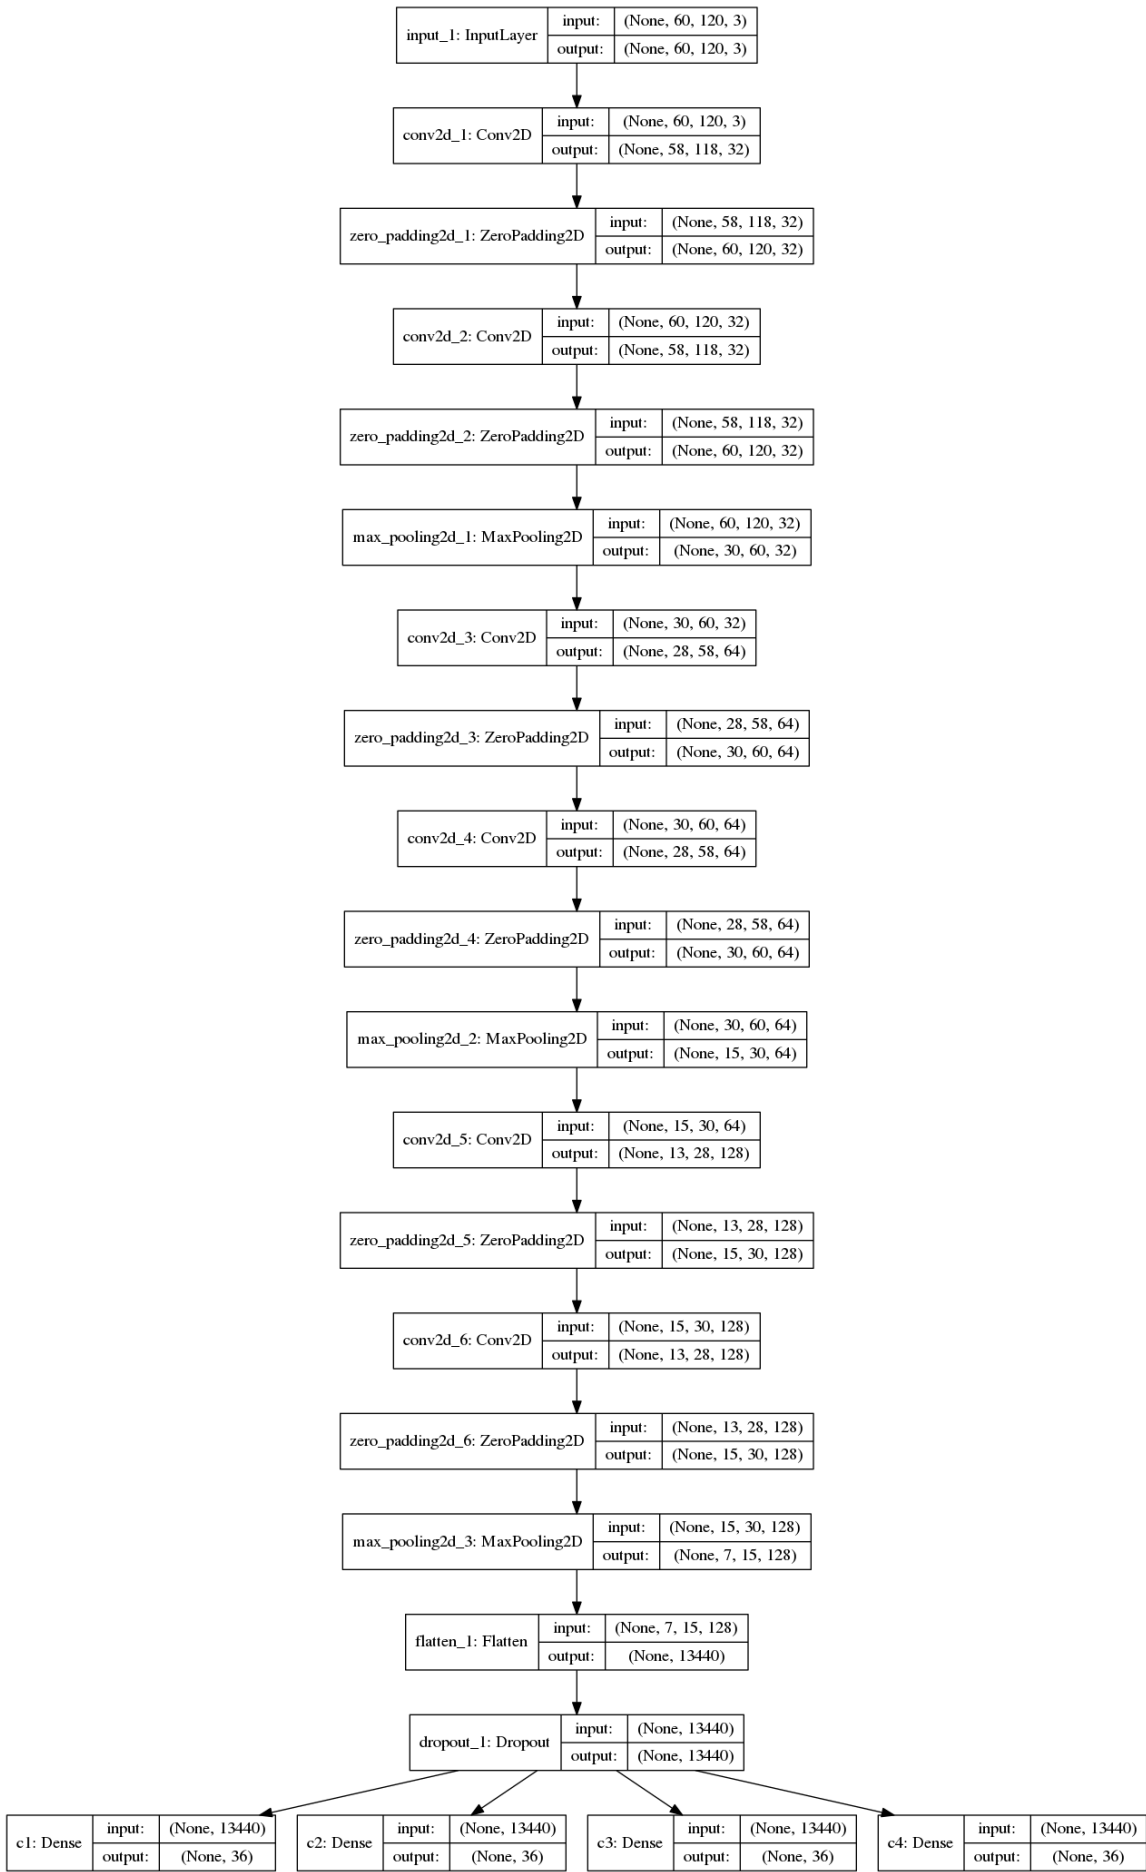 input_1: InputLayer
input: (None, 60, 120, 3)
output: (None, 60, 120, 3)
conv2d_1: Conv2D
input: (None, 60, 120, 3)
output: (None, 58, 118, 32)
zero_padding2d_1: ZeroPadding2D
input: (None, 58, 118, 32)
output: (None, 60, 120, 32)
conv2d_2: Conv2D
input: (None, 60, 120, 32)
output: (None, 58, 118, 32)
zero_padding2d_2: ZeroPadding2D
input: (None, 58, 118, 32)
output: (None, 60, 120, 32)
max_pooling2d_1: MaxPooling2D
input: (None, 60, 120, 32)
output: (None, 30, 60, 32)
conv2d_3: Conv2D
input: (None, 30, 60, 32)
output: (None, 28, 58, 64)
zero_padding2d_3: ZeroPadding2D
input: (None, 28, 58, 64)
output: (None, 30, 60, 64)
conv2d_4: Conv2D
input: (None, 30, 60, 64)
output: (None, 28, 58, 64)
zero_padding2d_4: ZeroPadding2D
input: (None, 28, 58, 64)
output: (None, 30, 60, 64)
max_pooling2d_2: MaxPooling2D
input: (None, 30, 60, 64)
output: (None, 15, 30, 64)
conv2d_5: Conv2D
input: (None, 15, 30, 64)
output: (None, 13, 28, 128)
zero_padding2d_5: ZeroPadding2D
input: (None, 13, 28, 128)
output: (None, 15, 30, 128)
conv2d_6: Conv2D
input: (None, 15, 30, 128)
output: (None, 13, 28, 128)
zero_padding2d_6: ZeroPadding2D
input: (None, 13, 28, 128)
output: (None, 15, 30, 128)
max_pooling2d_3: MaxPooling2D
input: (None, 15, 30, 128)
output: (None, 7, 15, 128)
flatten_1: Flatten
input: (None, 7, 15, 128)
output: (None, 13440)
dropout_1: Dropout
input: (None, 13440)
output: (None, 13440)
c1: Dense
input: (None, 13440)
output: (None, 36)
c2: Dense
input: (None, 13440)
output: (None, 36)
c3: Dense
input: (None, 13440)
output: (None, 36)
c4: Dense
input: (None, 13440)
output: (None, 36)